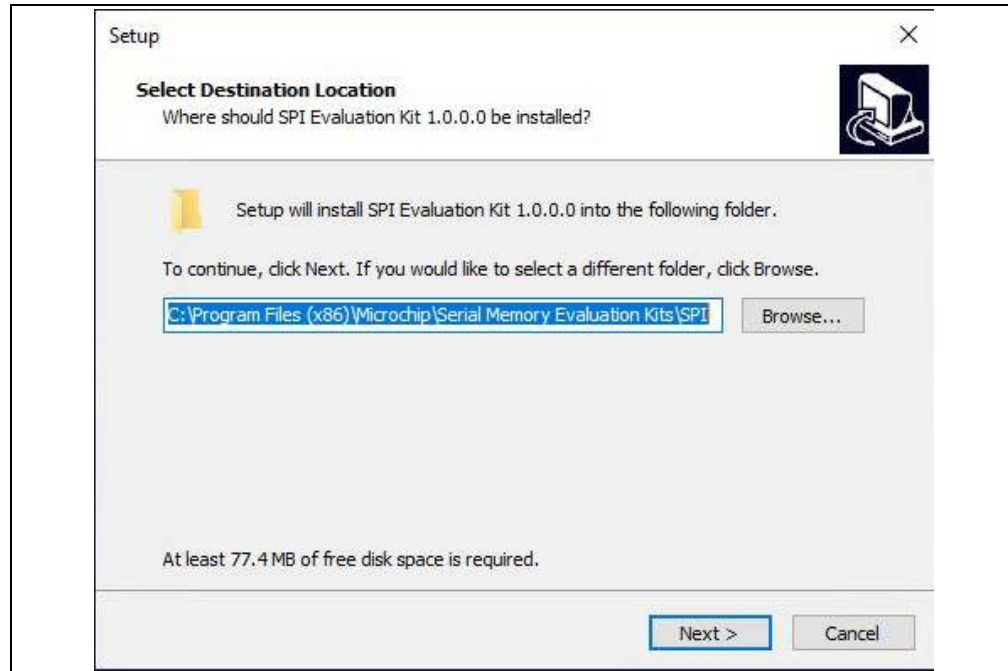 Setup
Select Destination Location
Where should SPI Evaluation Kit 1.0.0.0 be installed?
Setup will install SPI Evaluation Kit 1.0.0.0 into the following folder.
To continue, click Next. If you would like to select a different folder, click Browse.
C:\Program Files (x86)\Microchip\Serial Memory Evaluation Kits\SPI
Browse...
At least 77.4 MB of free disk space is required.
Next >
Cancel